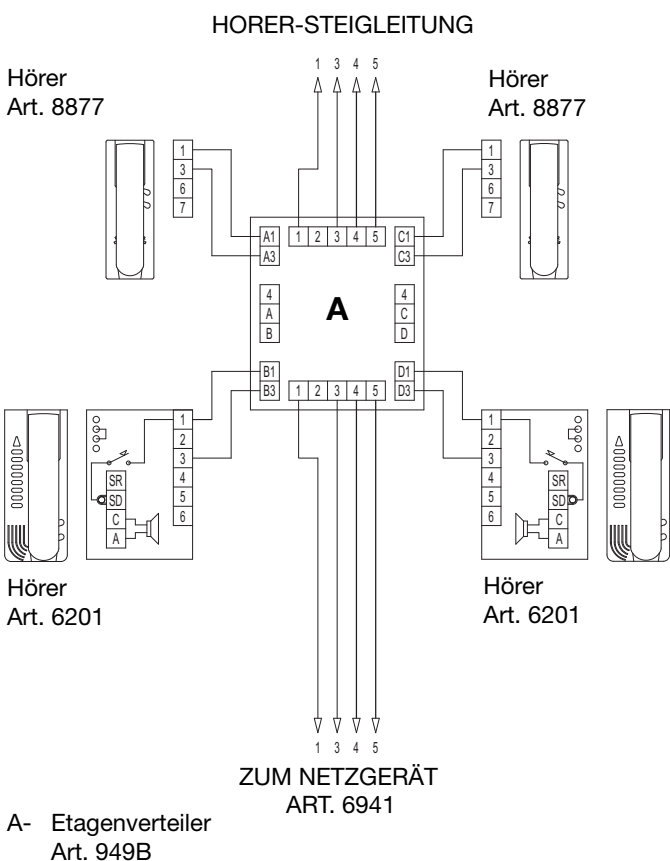 HORER-STEIGLEITUNG
1 3 4 5
Hörer
Art. 8877
Hörer
Art. 8877
1
3
6
7
1
3
6
7
A1
A3
1 2 3 4 5
C1
C3
4
A
B
A
4
C
D
B1
B3
1 2 3 4 5
D1
D3
1
2
3
4
5
6
SR
SD
C
A
1
2
3
4
5
6
SR
SD
C
A
Hörer
Art. 6201
Hörer
Art. 6201
1 3 4 5
ZUM NETZGERÄT
ART. 6941
A- Etagenverteiler
Art. 949B